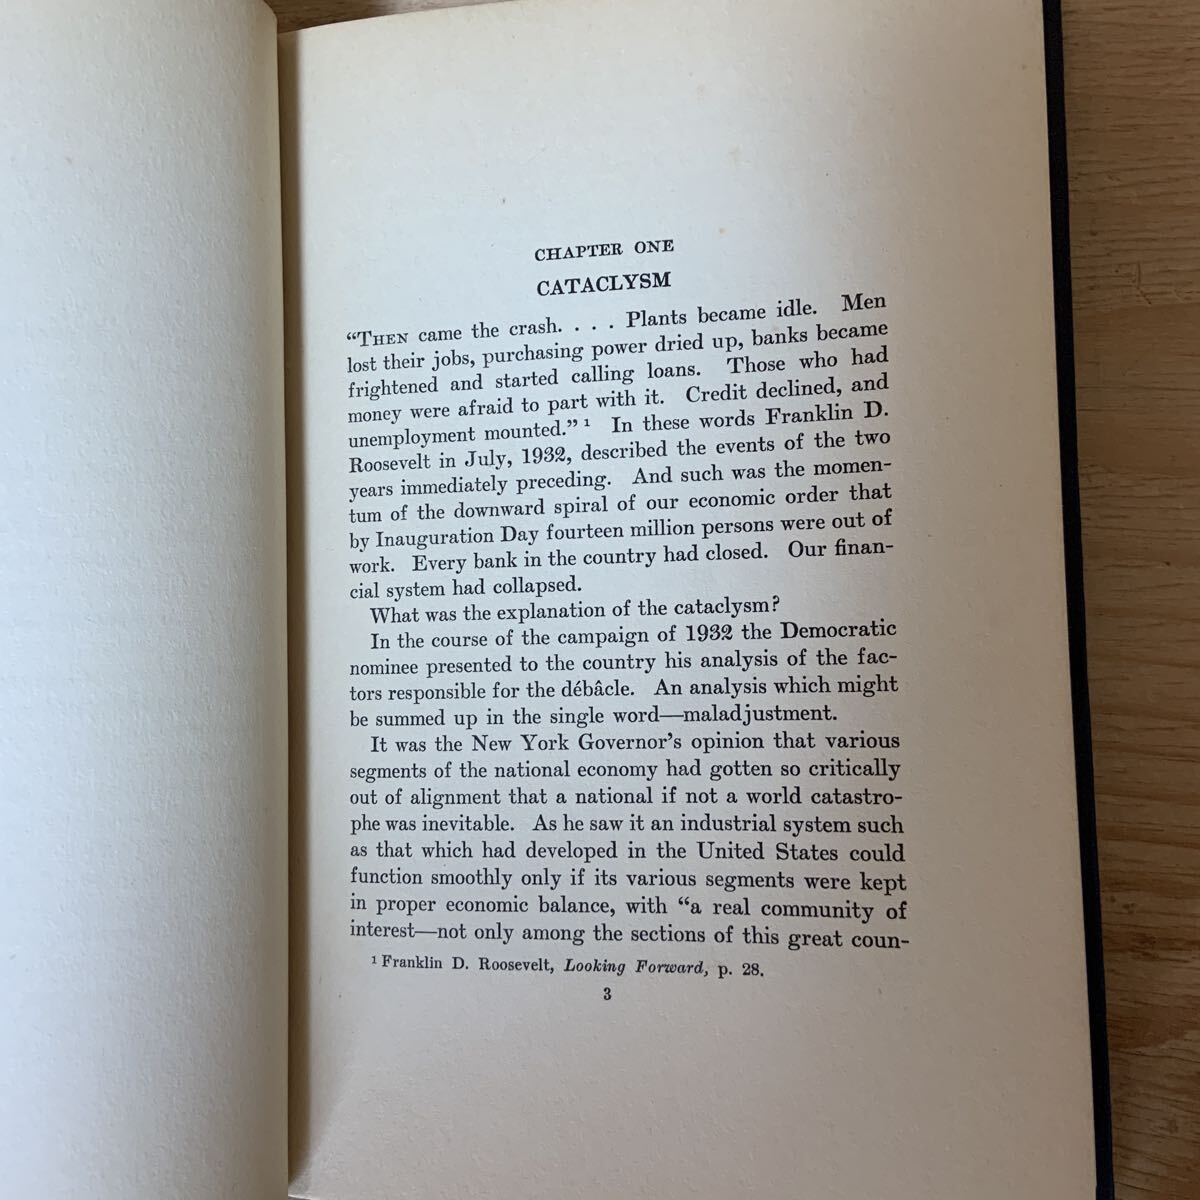 CHAPTER ONE
CATACLYSM
“THEN came the crash. . . . Plants became idle. Men
lost their jobs, purchasing power dried up, banks became
frightened and started calling loans. Those who had
money were afraid to part with it. Credit declined, and
unemployment mounted.” ¹ In these words Franklin D.
Roosevelt in July, 1932, described the events of the two
years immediately preceding. And such was the momen-
tum of the downward spiral of our economic order that
by Inauguration Day fourteen million persons were out of
work. Every bank in the country had closed. Our finan-
cial system had collapsed.
What was the explanation of the cataclysm?
In the course of the campaign of 1932 the Democratic
nominee presented to the country his analysis of the fac-
tors responsible for the débâcle. An analysis which might
be summed up in the single word—maladjustment.
It was the New York Governor’s opinion that various
segments of the national economy had gotten so critically
out of alignment that a national if not a world catastro-
phe was inevitable. As he saw it an industrial system such
as that which had developed in the United States could
function smoothly only if its various segments were kept
in proper economic balance, with “a real community of
interest—not only among the sections of this great coun-
¹ Franklin D. Roosevelt, Looking Forward, p. 28.
3